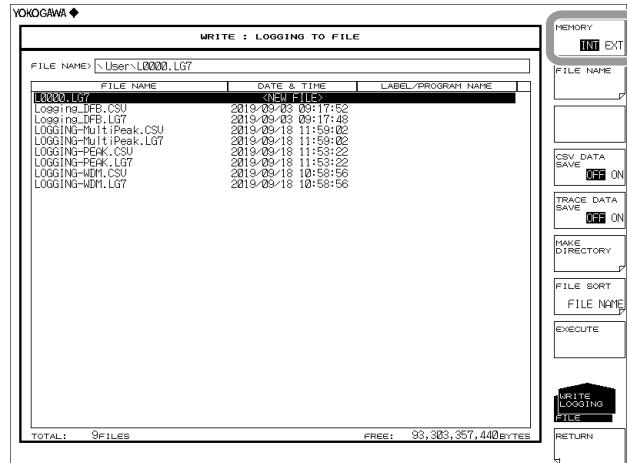 YOKOGAWA ◆
WRITE : LOGGING TO FILE
FILE NAME> \User\L0000.LG7
FILE NAME DATE & TIME LABEL/PROGRAM NAME
L0000.LG7 <NEW FILE>
Logging_DFB.CSV 2019/09/03 09:17:52
Logging_DFB.LG7 2019/09/03 09:17:48
LOGGING-MultiPeak.CSV 2019/09/18 11:59:02
LOGGING-MultiPeak.LG7 2019/09/18 11:59:02
LOGGING-PEAK.CSV 2019/09/18 11:53:22
LOGGING-PEAK.LG7 2019/09/18 11:53:22
LOGGING-WDM.CSV 2019/09/18 10:58:56
LOGGING-WDM.LG7 2019/09/18 10:58:56
TOTAL: 9FILES FREE: 93,303,357,440BYTES
MEMORY
INT EXT
FILE NAME
CSV DATA
SAVE
OFF ON
TRACE DATA
SAVE
OFF ON
MAKE
DIRECTORY
FILE SORT
FILE NAME
EXECUTE
WRITE
LOGGING
FILE
RETURN